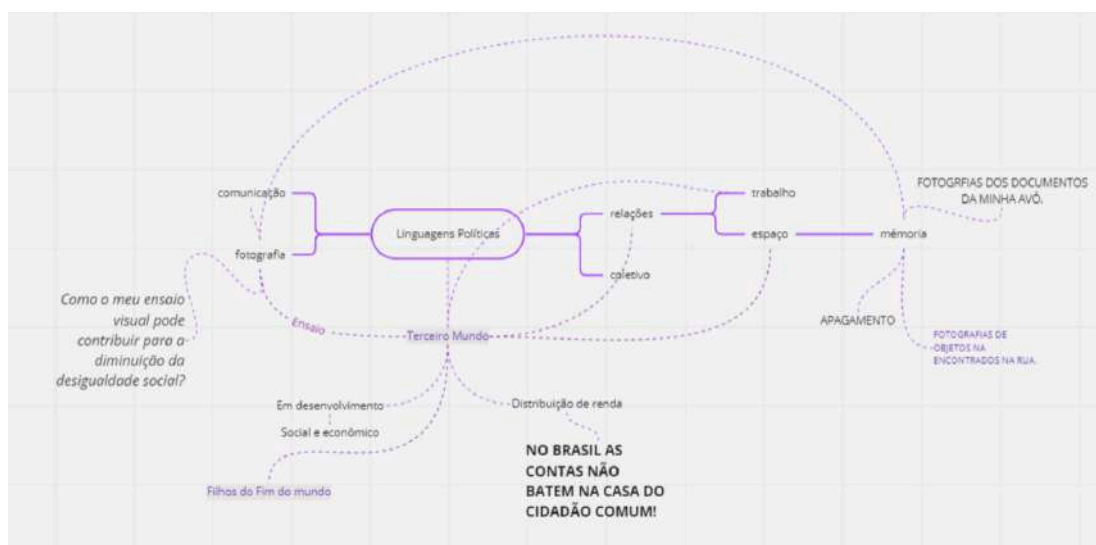 comunicação
fotografia
Linguagens Políticas
relações
coletivo
trabalho
espaço
mémoria
FOTOGRFIAS DOS DOCUMENTOS
DA MINHA AVÓ.
Como o meu ensaio
visual pode
contribuir para a
diminuição da
desigualdade social?
Ensaio
Terceiro Mundo
APAGAMENTO
FOTOGRAFIAS DE
OBJETOS NA
ENCONTRADOS NA RUA.
Em desenvolvimento
Social e econômico
Filhos do Fim do mundo
Distribuição de renda
NO BRASIL AS
CONTAS NÃO
BATEM NA CASA DO
CIDADÃO COMUM!